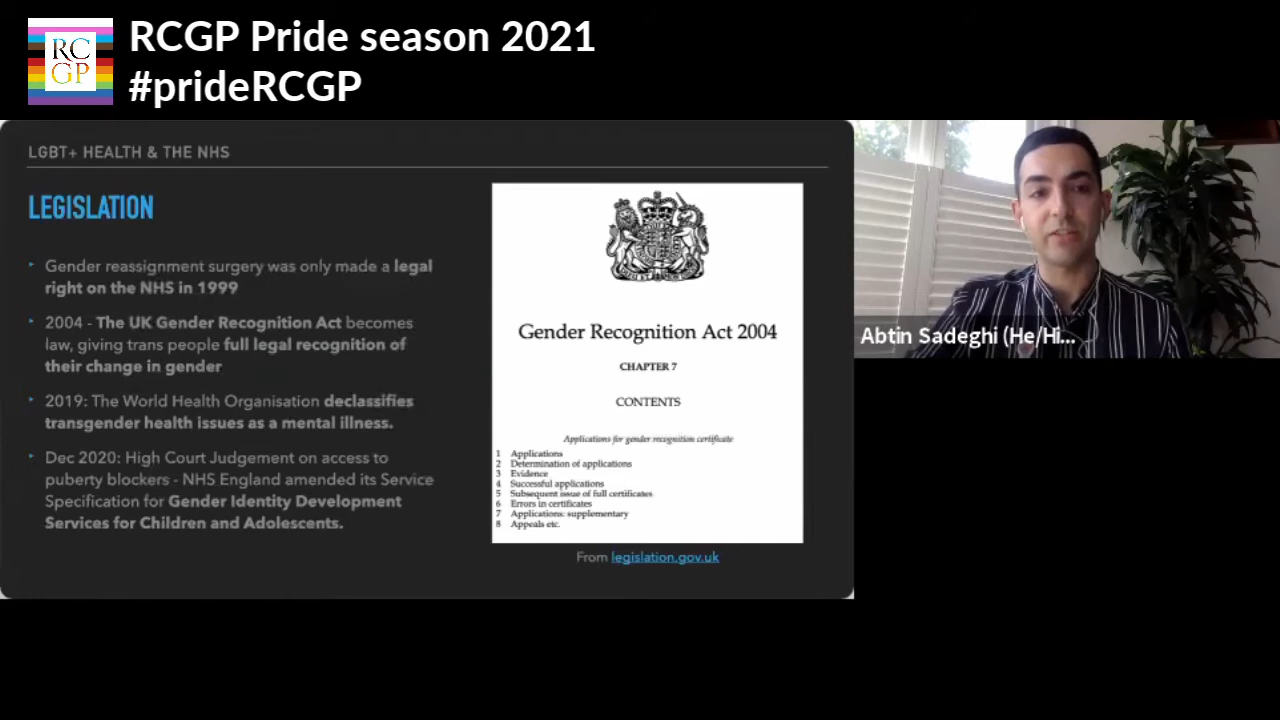 RC
GP
RCGP Pride season 2021
#prideRCGP
LGBT+ HEALTH & THE NHS
LEGISLATION
Gender reassignment surgery was only made a legal
right on the NHS in 1999
2004 - The UK Gender Recognition Act becomes
law, giving trans people full legal recognition of
their change in gender
2019: The World Health Organisation declassifies
transgender health issues as a mental illness.
Dec 2020: High Court Judgement on access to
puberty blockers - NHS England amended its Service
Specification for Gender Identity Development
Services for Children and Adolescents.
Gender Recognition Act 2004
CHAPTER 7
CONTENTS
Applications for gender recognition certificate
1 Applications
2 Determination of applications
3 Evidence
4 Successful applications
5 Subsequent issue of full certificates
6 Errors in certificates
7 Applications: supplementary
8 Appeals etc.
From legislation.gov.uk
Abtin Sadeghi (He/Hi...